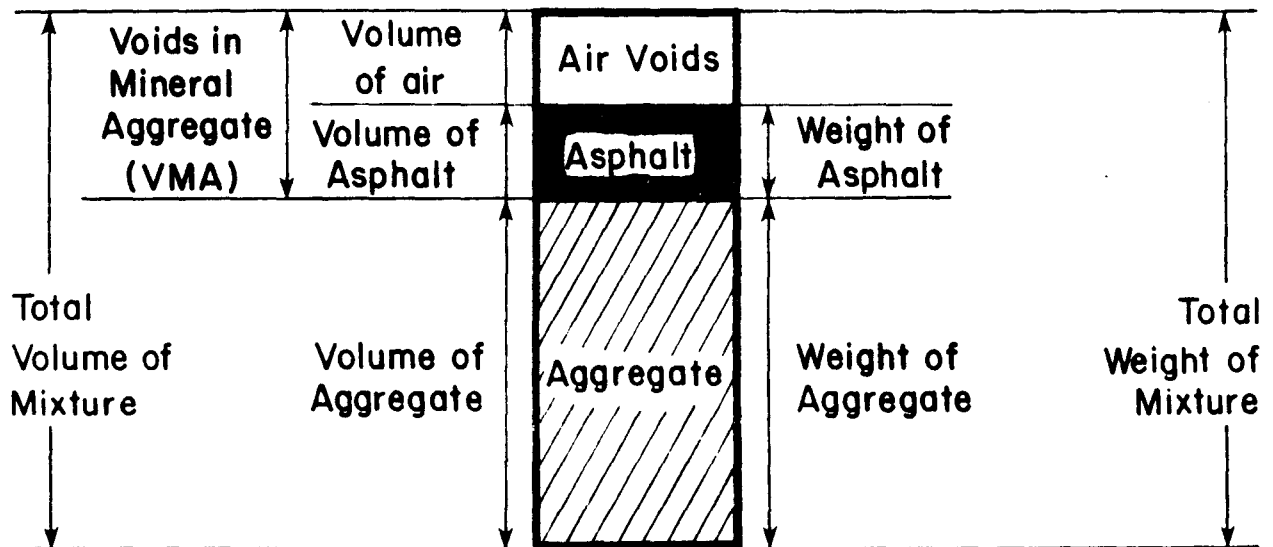 Voids in
Mineral
Aggregate
(VMA)
Volume
of air
Volume of
Asphalt
Air Voids
Asphalt
Weight of
Asphalt
Total
Volume of
Mixture
Volume of
Aggregate
Aggregate
Weight of
Aggregate
Total
Weight of
Mixture